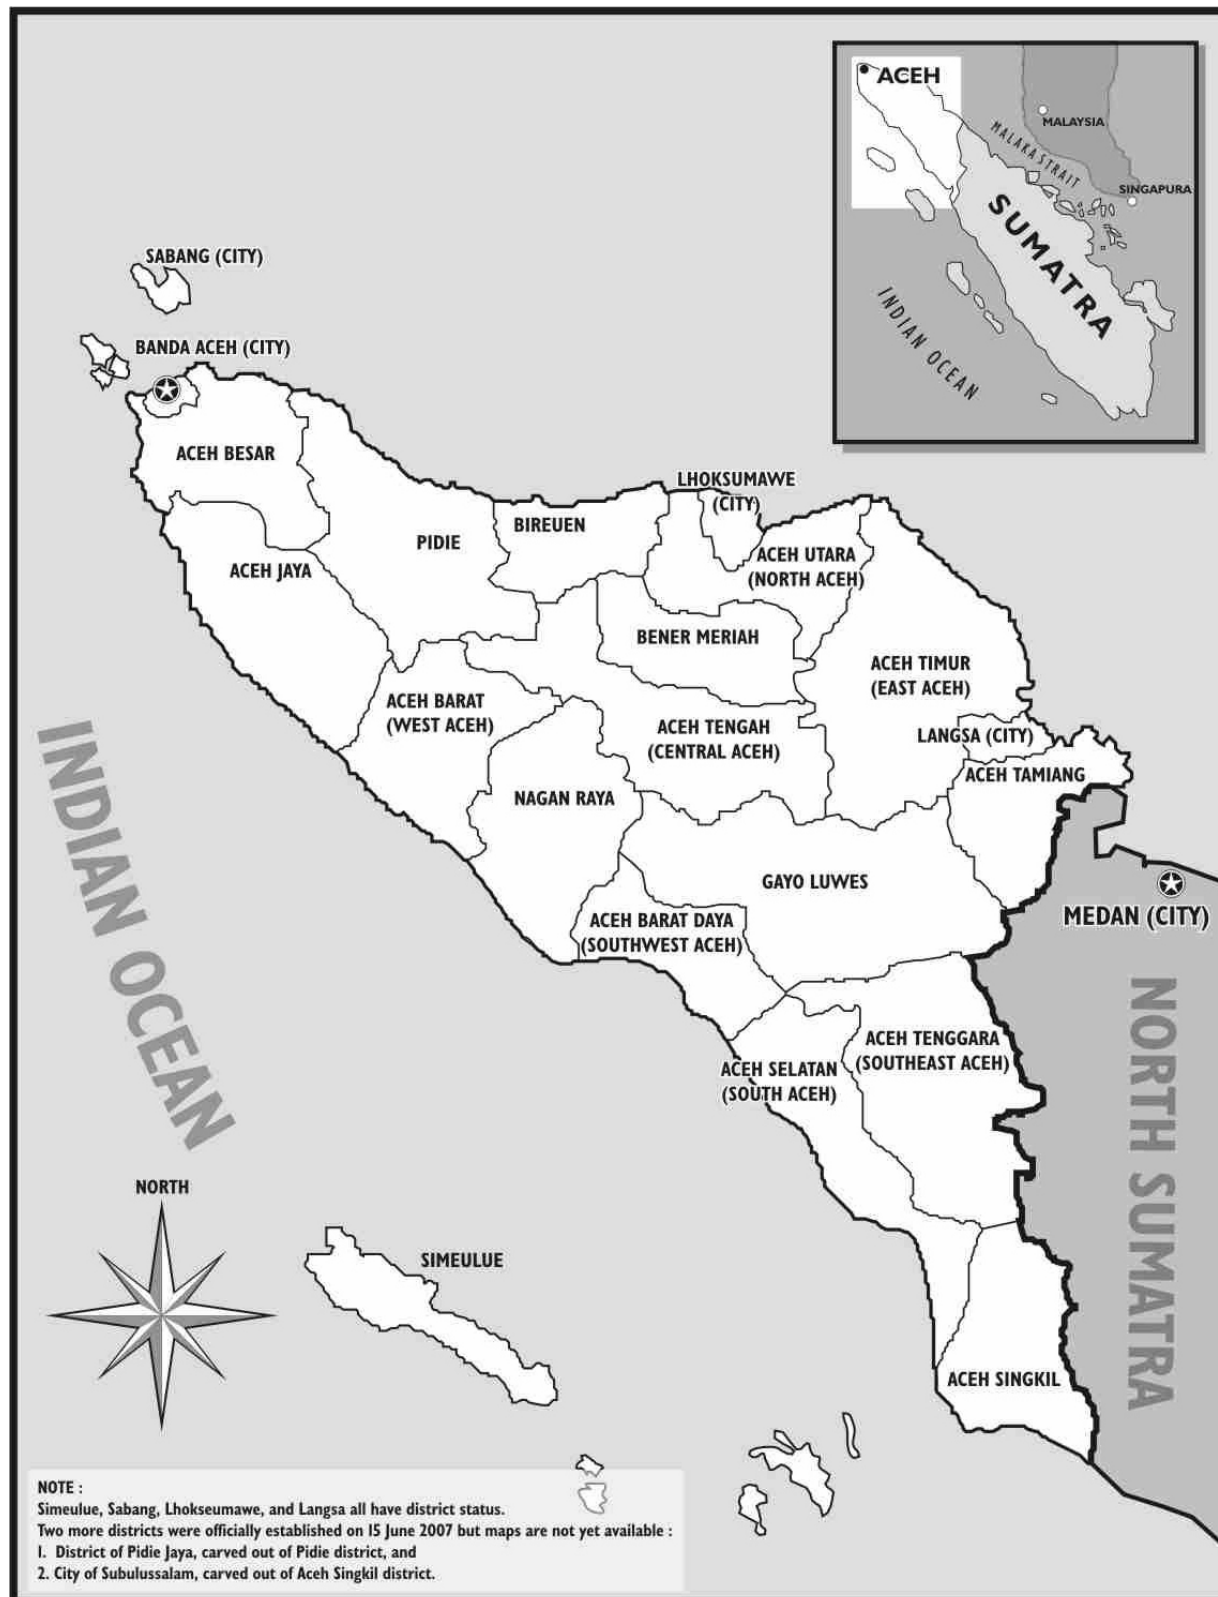 ACEH
MALAYSIA
MALAKA STRAIT
SINGAPURA
SUMATRA
INDIAN OCEAN
SABANG (CITY)
BANDA ACEH (CITY)
ACEH BESAR
LHOKSUMAWE
(CITY)
BIREUEN
PIDIE
ACEH UTARA
(NORTH ACEH)
ACEH JAYA
BENER MERIAH
ACEH TIMUR
(EAST ACEH)
ACEH BARAT
(WEST ACEH)
ACEH TENGAH
(CENTRAL ACEH)
LANGSA (CITY)
ACEH TAMIANG
NAGAN RAYA
GAYO LUWES
MEDAN (CITY)
ACEH BARAT DAYA
(SOUTHWEST ACEH)
INDIAN OCEAN
NORTH SUMATRA
ACEH TENGGARA
(SOUTHEAST ACEH)
ACEH SELATAN
(SOUTH ACEH)
NORTH
SIMEULUE
ACEH SINGKIL
NOTE :
Simeulue, Sabang, Lhokseumawe, and Langsa all have district status.
Two more districts were officially established on 15 June 2007 but maps are not yet available :
1. District of Pidie Jaya, carved out of Pidie district, and
2. City of Subulussalam, carved out of Aceh Singkil district.